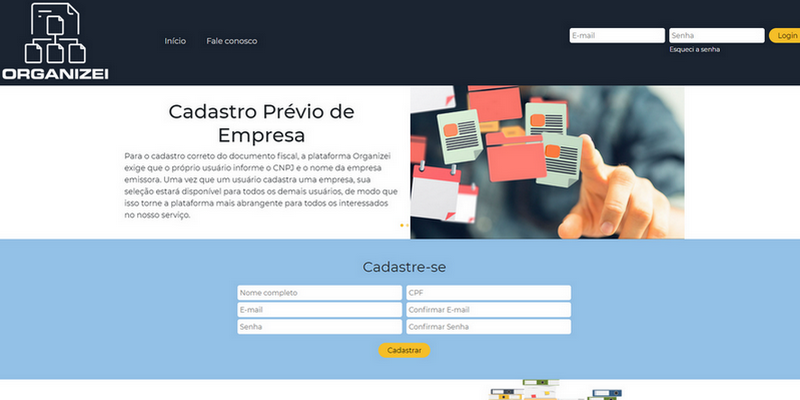 ORGANIZEI
Início
Fale conosco
E-mail
Senha
Login
Esqueci a senha
Cadastro Prévio de
Empresa
Para o cadastro correto do documento fiscal, a plataforma Organizei
exige que o próprio usuário informe o CNPJ e o nome da empresa
emissora. Uma vez que um usuário cadastra uma empresa, sua
seleção estará disponível para todos os demais usuários, de modo que
isso torne a plataforma mais abrangente para todos os interessados
no nosso serviço.
Cadastre-se
Nome completo
CPF
E-mail
Confirmar E-mail
Senha
Confirmar Senha
Cadastrar